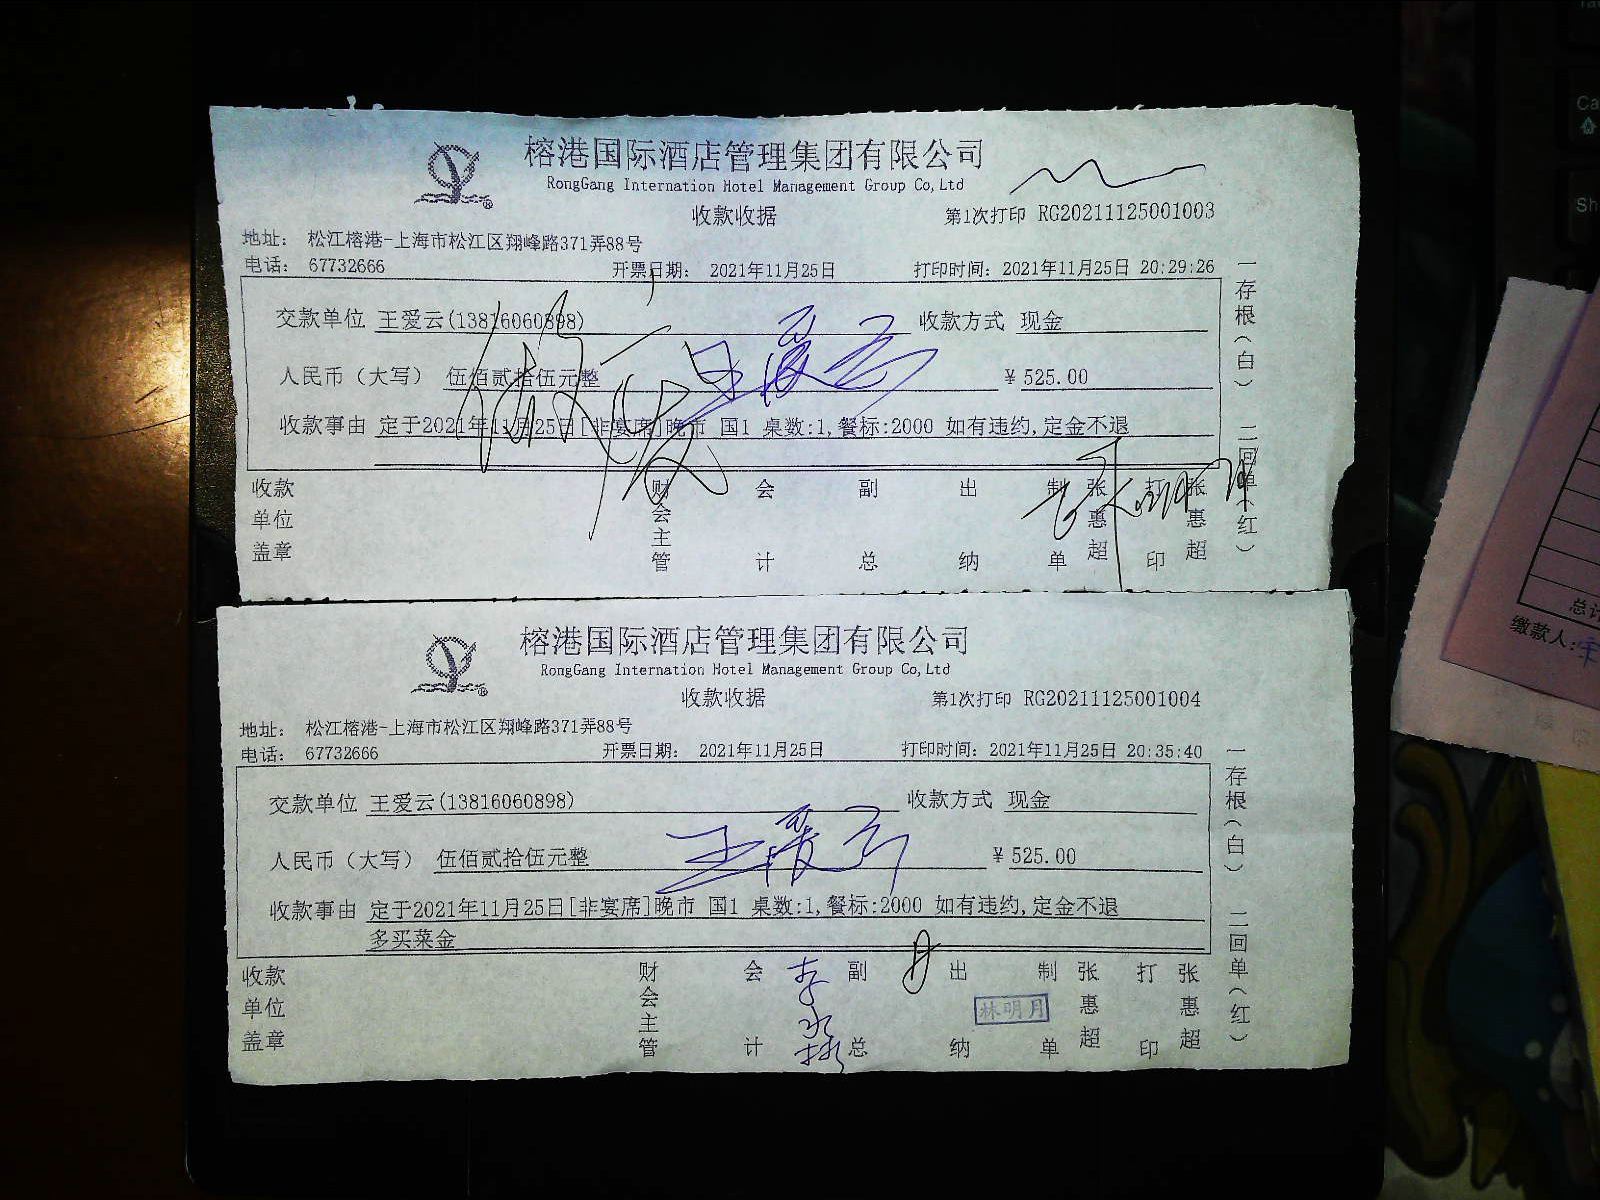 榕港国际酒店管理集团有限公司
RongGang Internation Hotel Management Group Co,Ltd
收款收据 第1次打印 RG20211125001003
地址： 松江榕港-上海市松江区翔峰路371弄88号
电话： 67732666 开票日期： 2021年11月25日 打印时间：2021年11月25日 20:29:26
交款单位 王爱云(13816060898) 收款方式 现金
人民币（大写） 伍佰贰拾伍元整 ￥525.00
王爱云
收款事由 定于2021年11月25日[非宴席]晚市 国1 桌数:1,餐标:2000 如有违约,定金不退
收款单位盖章 财会主管 会计 副总 出纳 制单 张惠超 打印 张惠超
一存根（白） 二回单（红）
榕港国际酒店管理集团有限公司
RongGang Internation Hotel Management Group Co,Ltd
收款收据 第1次打印 RG20211125001004
地址： 松江榕港-上海市松江区翔峰路371弄88号
电话： 67732666 开票日期： 2021年11月25日 打印时间：2021年11月25日 20:35:40
交款单位 王爱云(13816060898) 收款方式 现金
人民币（大写） 伍佰贰拾伍元整 ￥525.00
王爱云
收款事由 定于2021年11月25日[非宴席]晚市 国1 桌数:1,餐标:2000 如有违约,定金不退
多买菜金
收款单位盖章 财会主管 会计 副总 出纳 制单 张惠超 打印 张惠超
林明月
一存根（白） 二回单（红）
缴款人: